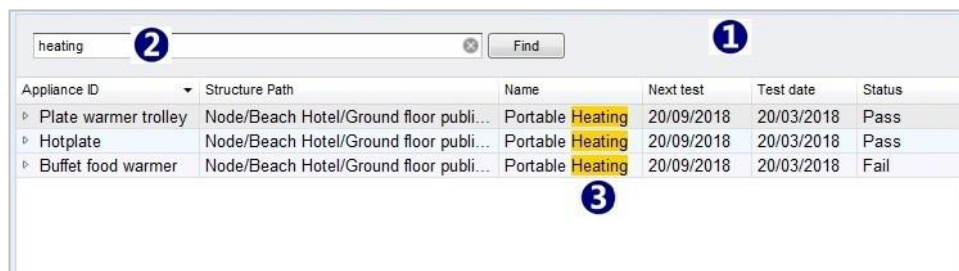 1
heating 2 Find
Appliance ID Structure Path Name Next test Test date Status
Plate warmer trolley Node/Beach Hotel/Ground floor publi... Portable Heating 20/09/2018 20/03/2018 Pass
Hotplate Node/Beach Hotel/Ground floor publi... Portable Heating 20/09/2018 20/03/2018 Pass
Buffet food warmer Node/Beach Hotel/Ground floor publi... Portable Heating 20/09/2018 20/03/2018 Fail
3